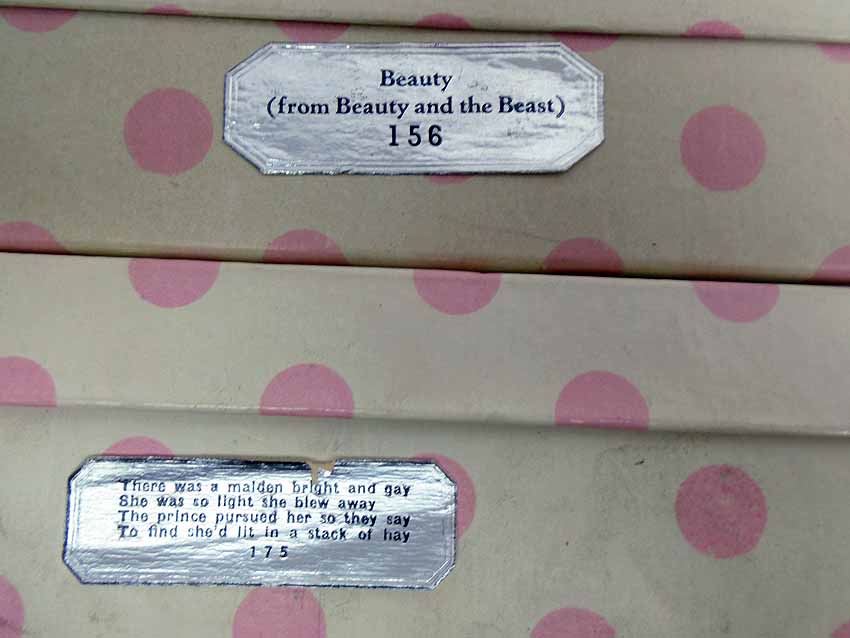 Beauty
(from Beauty and the Beast)
156
There was a maiden bright and gay
She was so light she blew away
The prince pursued her so they say
To find she'd lit in a stack of hay
175